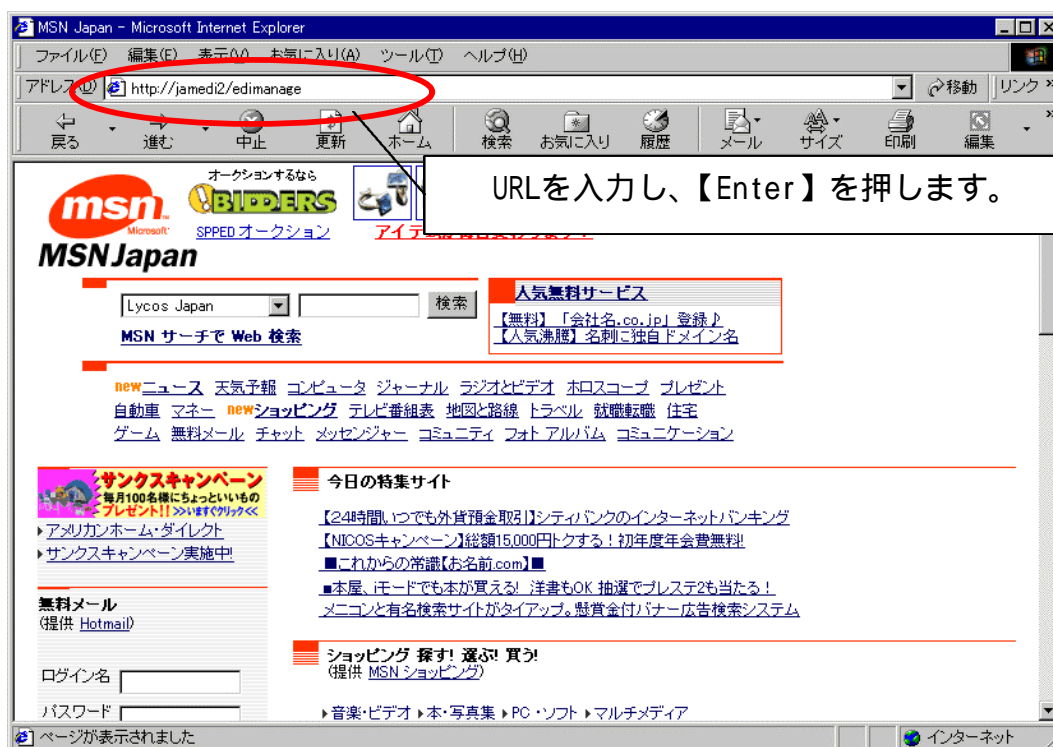 MSN Japan - Microsoft Internet Explorer
ファイル(F) 編集(E) 表示(V) お気に入り(A) ツール(T) ヘルプ(H)
アドレス(D) http://jamedi2/edimanage 移動 リンク »
戻る 進む 中止 更新 ホーム 検索 お気に入り 履歴 メール サイズ 印刷 編集 »
URLを入力し、【Enter】を押します。
オークションするなら
msn
BIDDERS
Microsoft
SPPED オークション
MSN Japan
Lycos Japan 検索
人気無料サービス
MSN サーチで Web 検索
【無料】「会社名.co.jp」登録♪
【人気沸騰】名刺に独自ドメイン名
newニュース 天気予報 コンピュータ ジャーナル ラジオとビデオ ホロスコープ プレゼント
自動車 マネー newショッピング テレビ番組表 地図と路線 トラベル 就職転職 住宅
ゲーム 無料メール チャット メッセンジャー コミュニティ フォト アルバム コミュニケーション
サンクスキャンペーン
毎月100名様にちょっといいもの
プレゼント!! >>いますぐクリック<<
アメリカンホーム・ダイレクト
サンクスキャンペーン実施中!
今日の特集サイト
【24時間いつでも外貨預金取引】シティバンクのインターネットバンキング
【NICOSキャンペーン】総額15,000円トクする!初年度年会費無料!
■これからの常識【お名前.com】■
■本屋、iモードでも本が買える! 洋書もOK 抽選でプレステ2も当たる!
メニコンと有名検索サイトがタイアップ。懸賞金付バナー広告検索システム
無料メール
(提供 Hotmail)
ログイン名
パスワード
ショッピング 探す! 選ぶ! 買う!
(提供 MSN ショッピング)
音楽・ビデオ 本・写真集 PC・ソフト マルチメディア
ページが表示されました インターネット